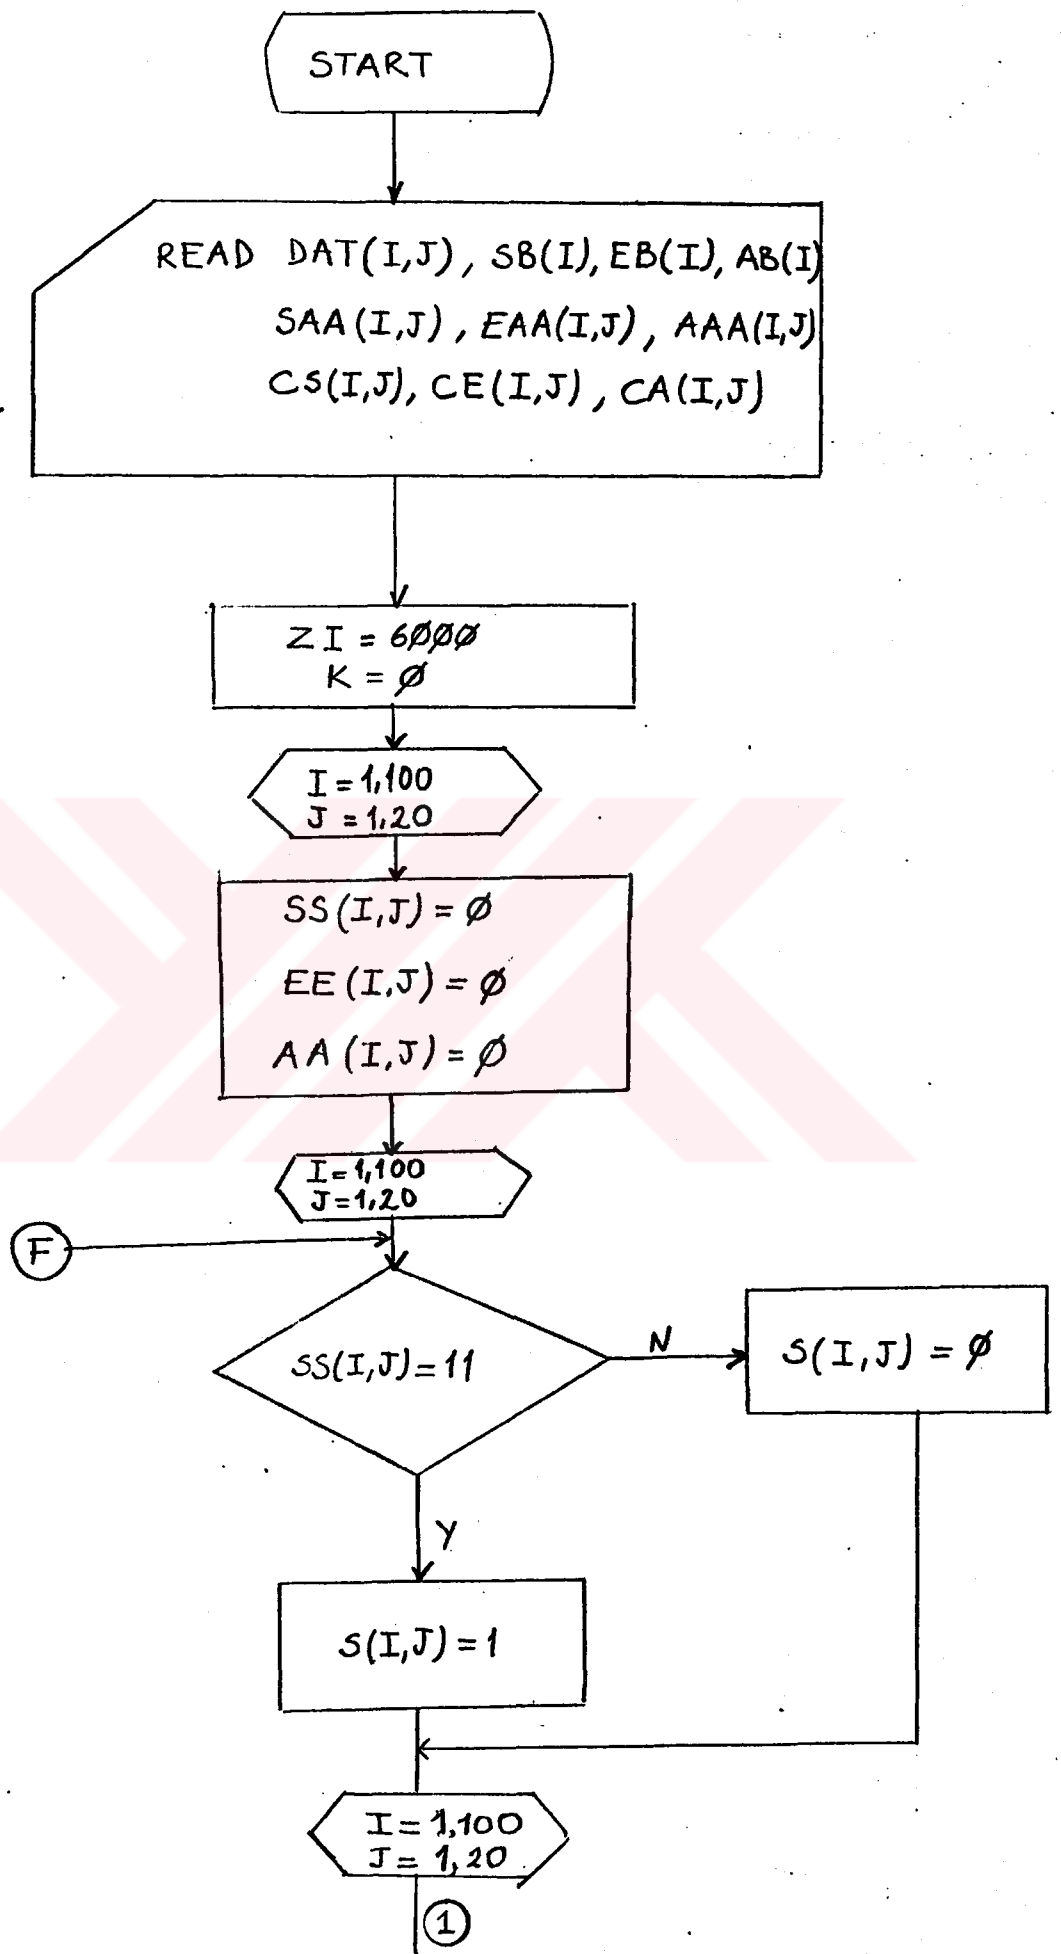 START
READ DAT(I,J), SB(I), EB(I), AB(I)
SAA(I,J), EAA(I,J), AAA(I,J)
CS(I,J), CE(I,J), CA(I,J)
ZI = 6ØØØ
K = Ø
I = 1,100
J = 1,20
SS(I,J) = Ø
EE(I,J) = Ø
AA(I,J) = Ø
I = 1,100
J = 1,20
F
SS(I,J) = 11
N
S(I,J) = Ø
Y
S(I,J) = 1
I = 1,100
J = 1,20
1